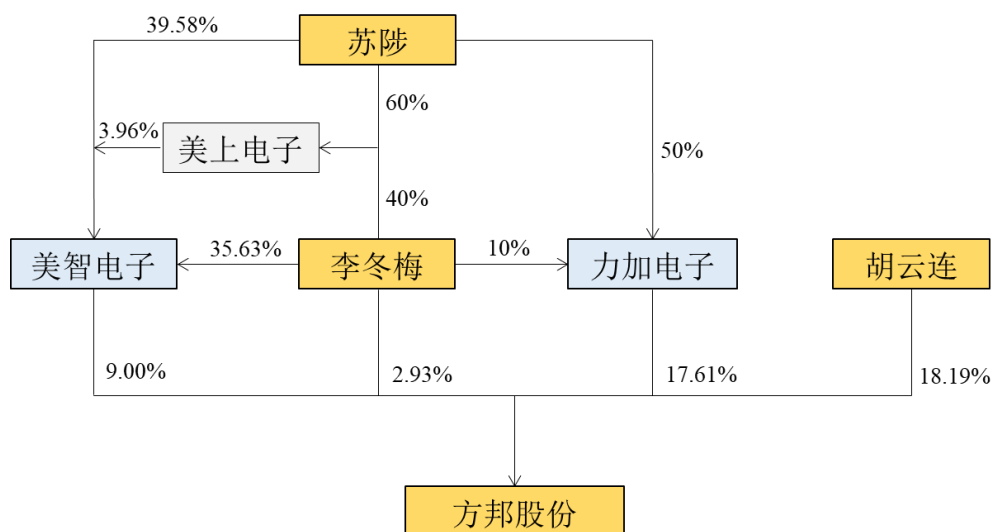 39.58%
苏陟
60%
3.96%
美上电子
50%
40%
美智电子
35.63%
李冬梅
10%
力加电子
胡云连
9.00%
2.93%
17.61%
18.19%
方邦股份